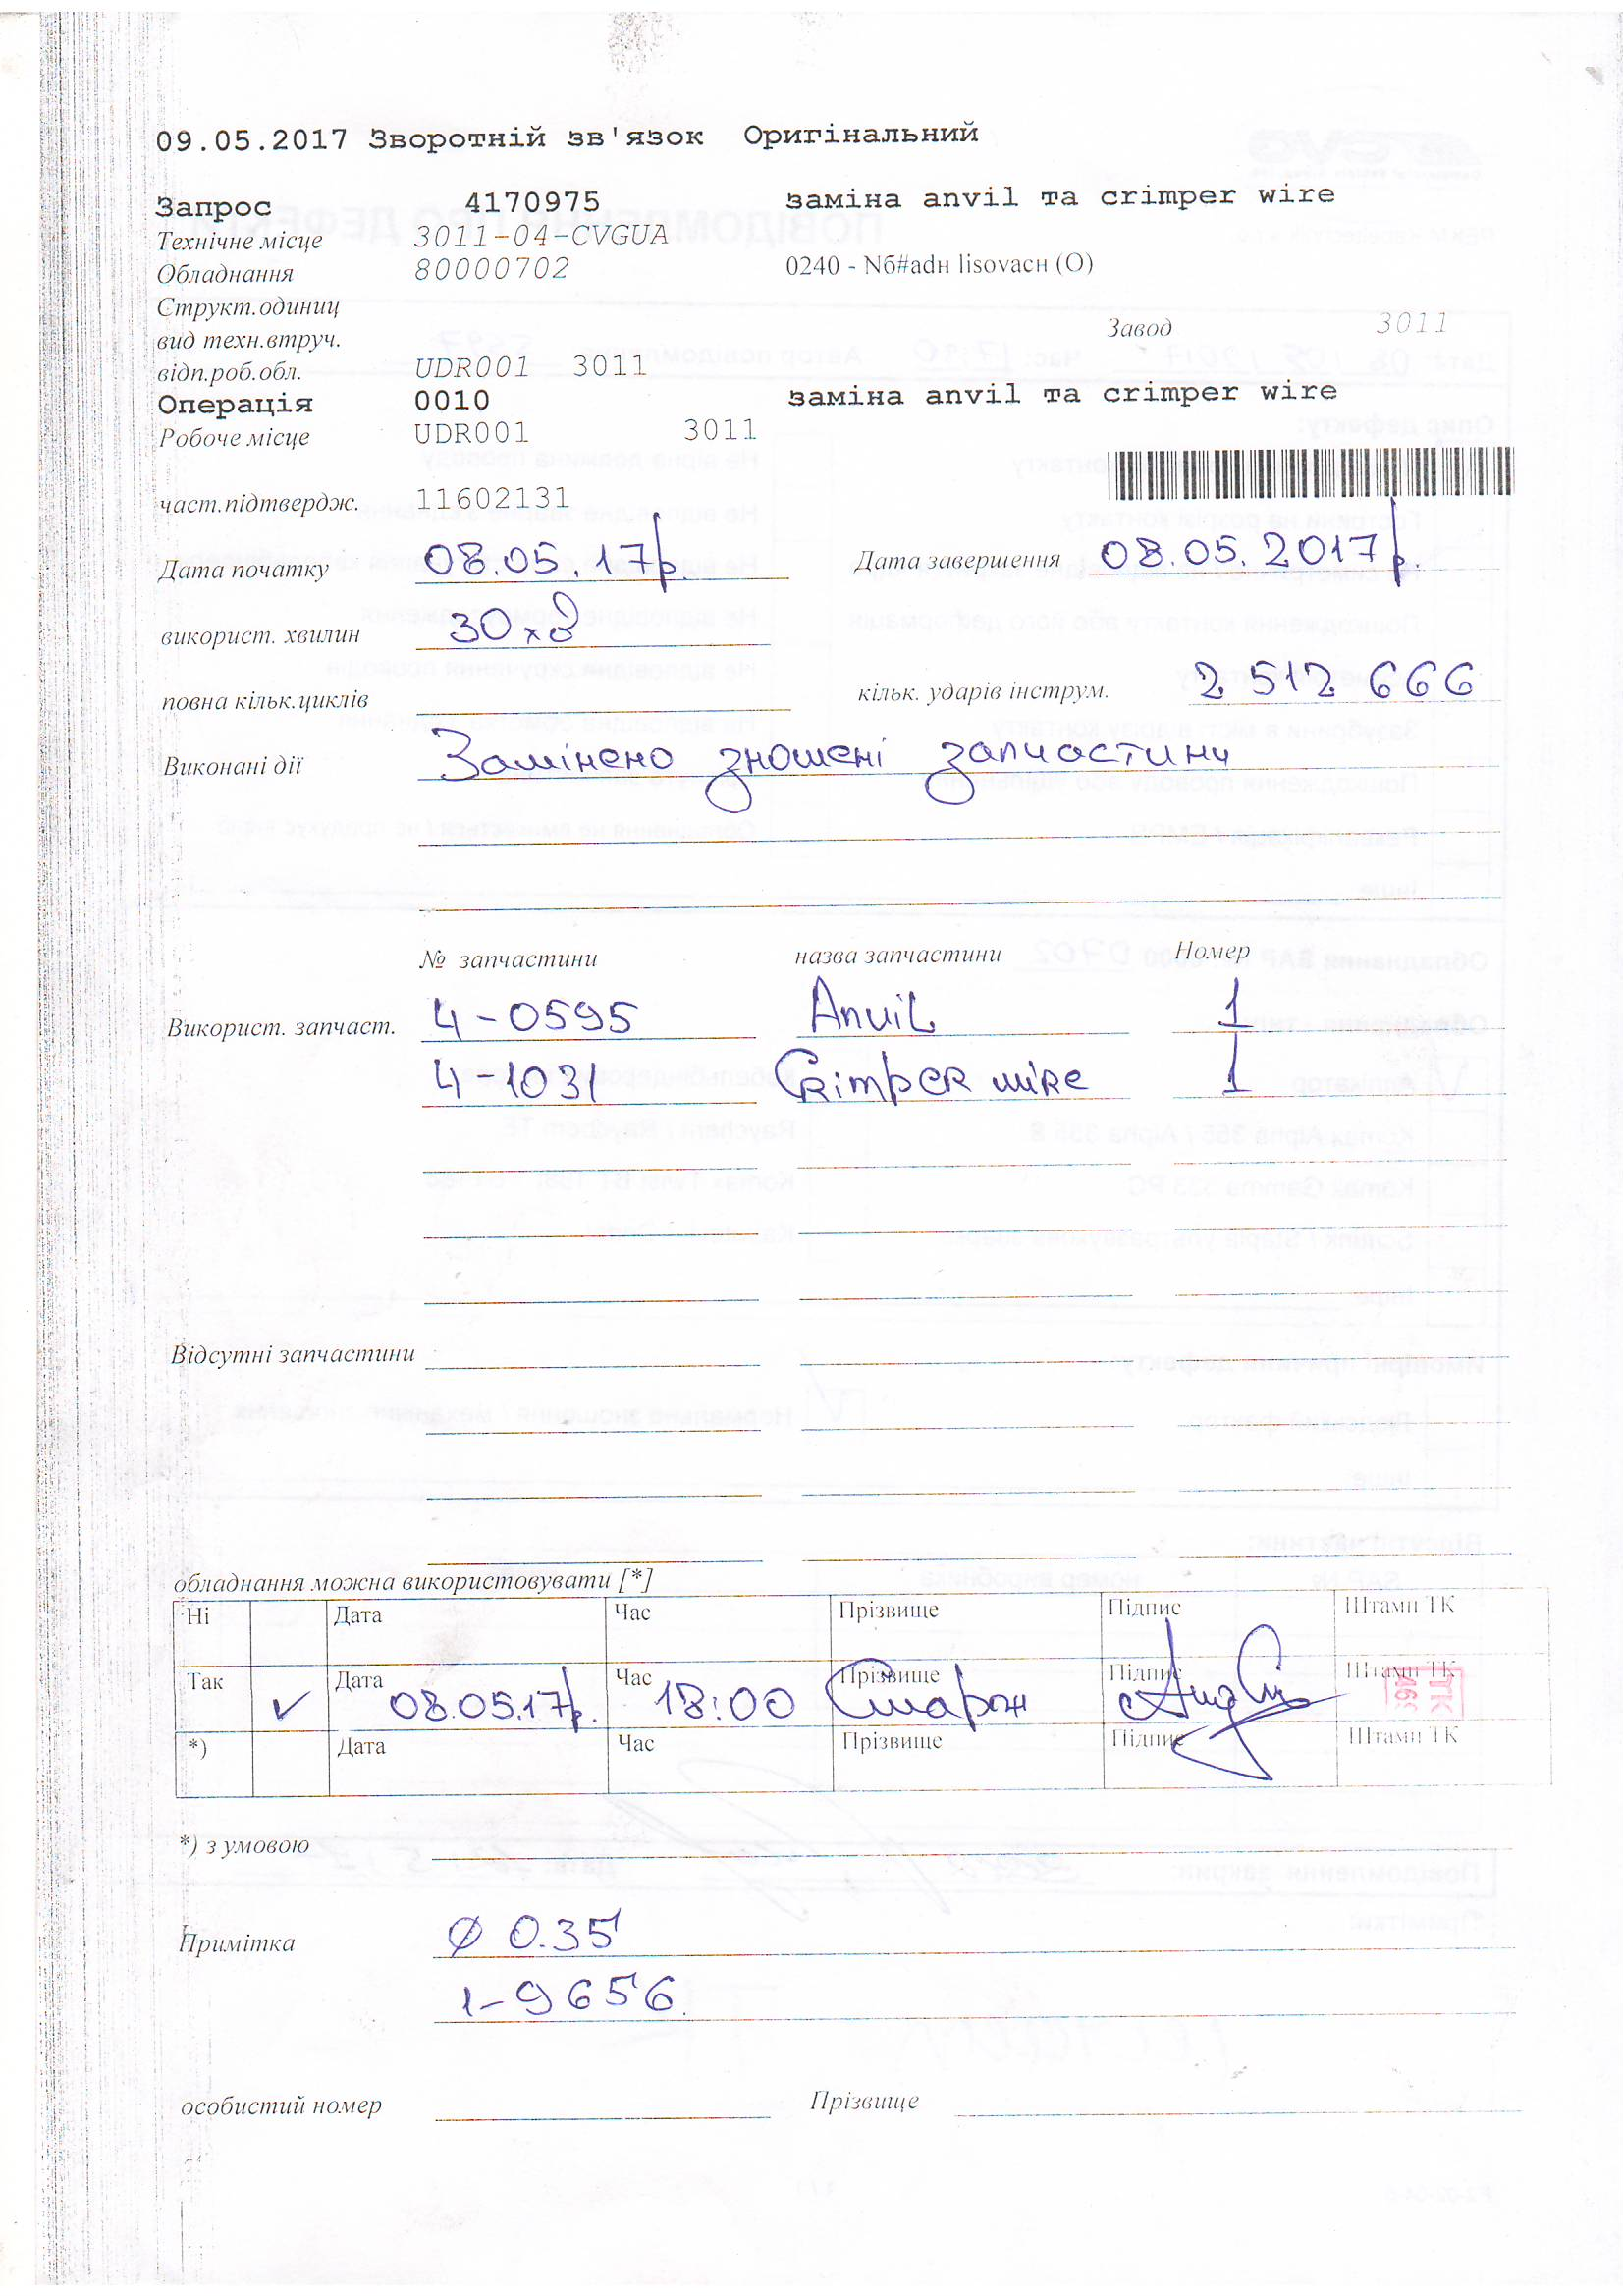 09.05.2017 Зворотній зв'язок Оригінальний
Запрос 4170975 заміна anvil та crimper wire
Технічне місце 3011-04-CVGUA
Обладнання 80000702 0240 - Nб#adн lisovacн (O)
Структ.одиниц
вид техн.втруч. Завод 3011
відп.роб.обл. UDR001 3011
Операція 0010 заміна anvil та crimper wire
Робоче місце UDR001 3011
част.підтвердж. 11602131
Дата початку 08.05.17р. Дата завершення 08.05.2017р.
використ. хвилин 30хв
повна кільк.циклів кільк. ударів інструм. 2 512 666
Виконані дії Замінено зношені запчастини
№ запчастини назва запчастини Номер
Використ. запчаст. 4-0595 Anvil 1
4-1031 Crimper wire 1
Відсутні запчастини
обладнання можна використовувати [*]
Ні Дата Час Прізвище Підпис Штамп ТК
Так ✓ Дата 08.05.17р. Час 18:00 Прізвище Підпис Штамп ТК
*) Дата Час Прізвище Підпис Штамп ТК
*) з умовою
Примітка Ø 0.35
1-9656
особистий номер Прізвище